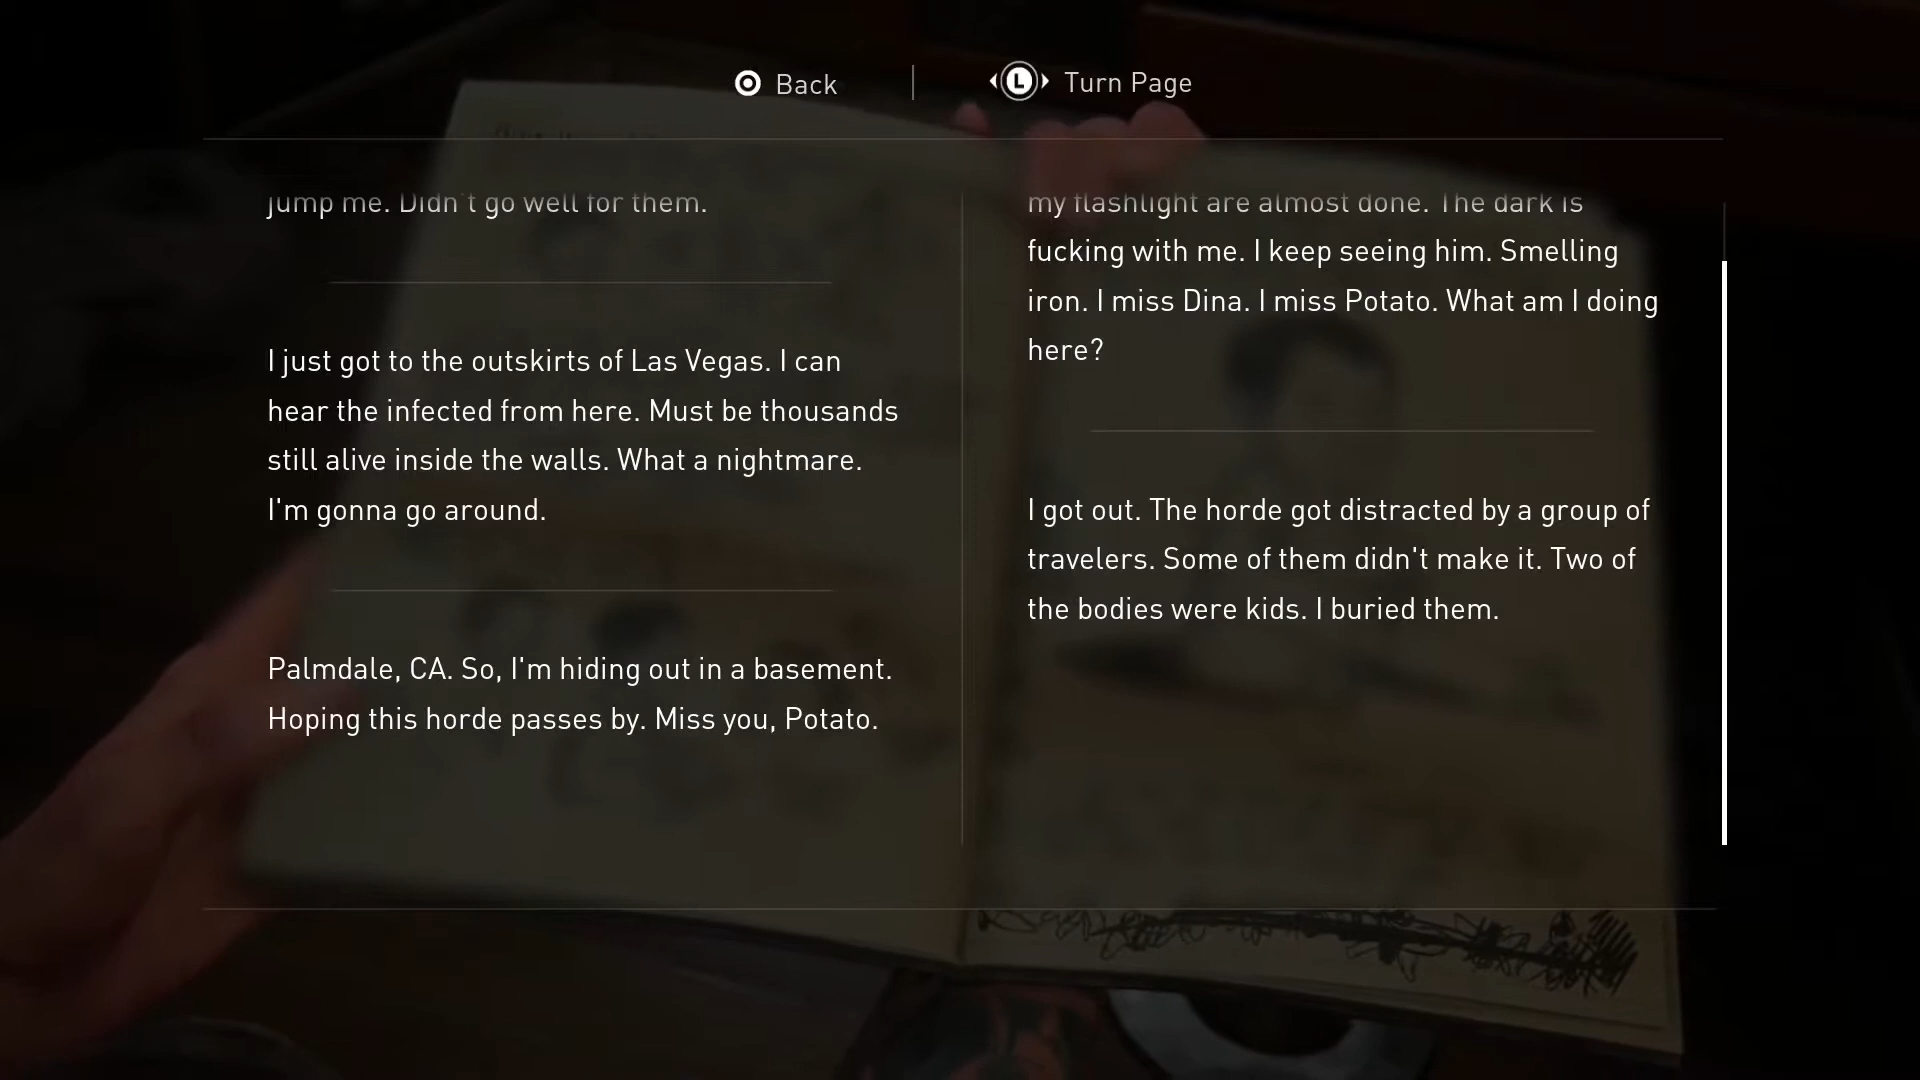 Back
L Turn Page
jump me. Didn't go well for them.
I just got to the outskirts of Las Vegas. I can
hear the infected from here. Must be thousands
still alive inside the walls. What a nightmare.
I'm gonna go around.
Palmdale, CA. So, I'm hiding out in a basement.
Hoping this horde passes by. Miss you, Potato.
my flashlight are almost done. The dark is
fucking with me. I keep seeing him. Smelling
iron. I miss Dina. I miss Potato. What am I doing
here?
I got out. The horde got distracted by a group of
travelers. Some of them didn't make it. Two of
the bodies were kids. I buried them.